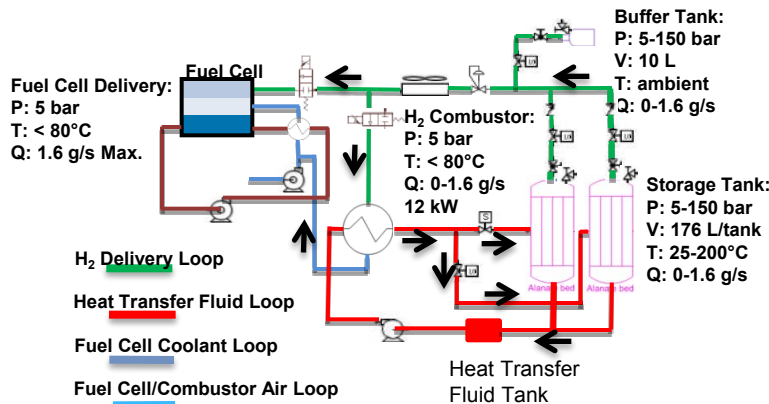 Fuel Cell Delivery:
P: 5 bar
T: < 80°C
Q: 1.6 g/s Max.
Fuel Cell
H₂ Combustor:
P: 5 bar
T: < 80°C
Q: 0-1.6 g/s
12 kW
Buffer Tank:
P: 5-150 bar
V: 10 L
T: ambient
Q: 0-1.6 g/s
Storage Tank:
P: 5-150 bar
V: 176 L/tank
T: 25-200°C
Q: 0-1.6 g/s
S
Alanate bed
Alanate bed
H₂ Delivery Loop
Heat Transfer Fluid Loop
Fuel Cell Coolant Loop
Fuel Cell/Combustor Air Loop
Heat Transfer
Fluid Tank